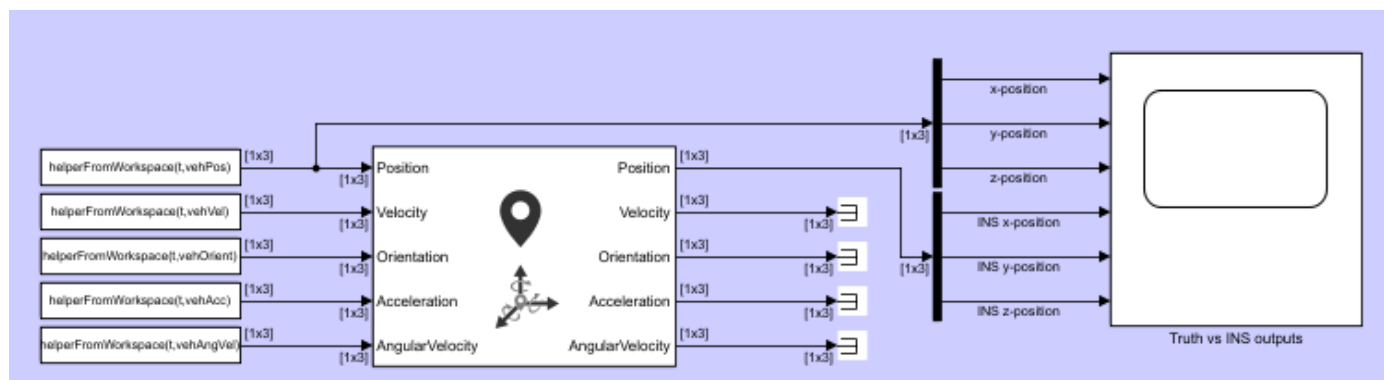 x-position
[1x3]
y-position
z-position
helperFromWorkspace(t,vehPos)
[1x3]
[1x3]
Position
Position
[1x3]
helperFromWorkspace(t,vehVel)
[1x3]
[1x3]
Velocity
Velocity
[1x3]
[1x3]
INS x-position
helperFromWorkspace(t,vehOrient)
[1x3]
[1x3]
Orientation
Orientation
[1x3]
[1x3]
[1x3]
INS y-position
helperFromWorkspace(t,vehAcc)
[1x3]
[1x3]
Acceleration
Acceleration
[1x3]
[1x3]
INS z-position
helperFromWorkspace(t,vehAngVel)
[1x3]
[1x3]
AngularVelocity
AngularVelocity
[1x3]
[1x3]
Truth vs INS outputs